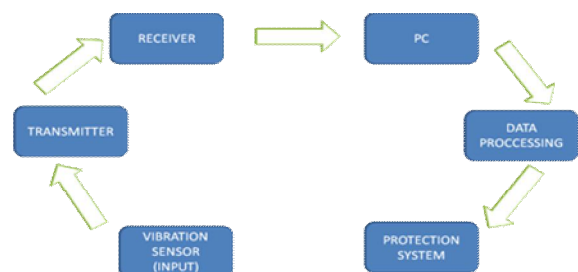 RECEIVER
PC
TRANSMITTER
DATA
PROCCESSING
VIBRATION
SENSOR
(INPUT)
PROTECTION
SYSTEM